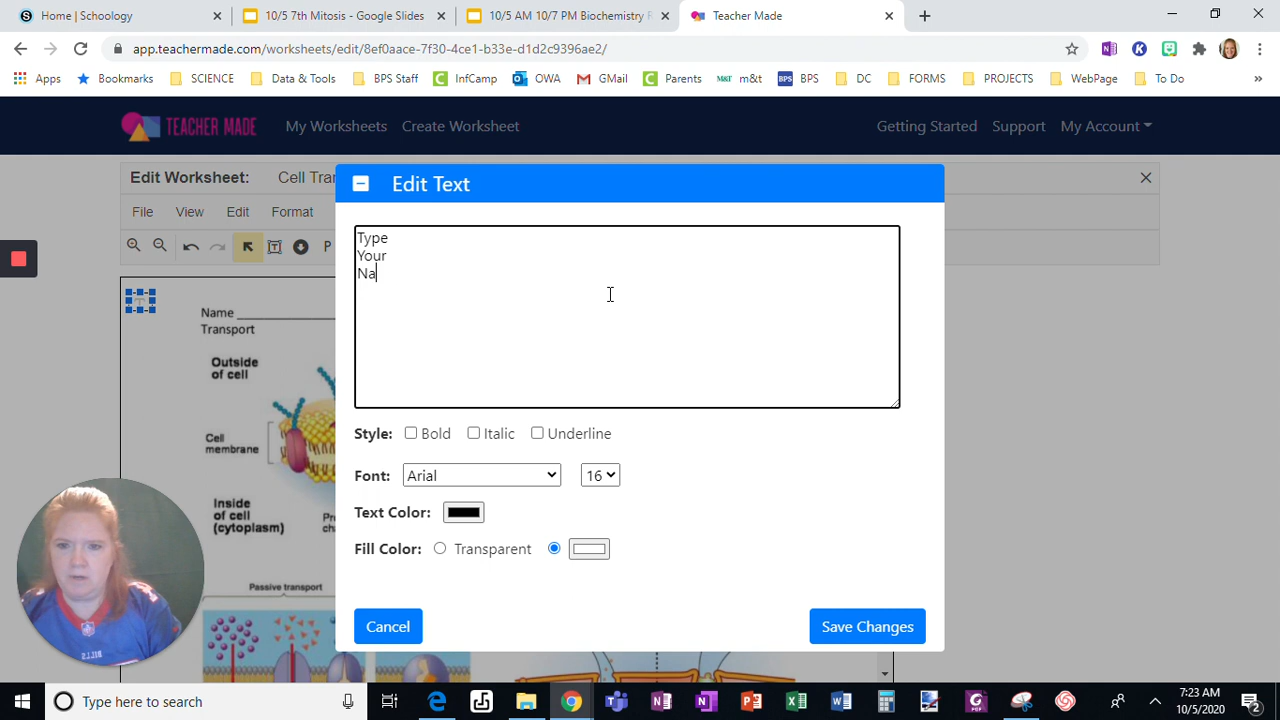 Home | Schoology
10/5 7th Mitosis - Google Slides
10/5 AM 10/7 PM Biochemistry R
Teacher Made
app.teachermade.com/worksheets/edit/8ef0aace-7f30-4ce1-b33e-d1d2c9396ae2/
Apps Bookmarks SCIENCE Data & Tools BPS Staff InfCamp OWA GMail Parents M&T m&t BPS BPS DC FORMS PROJECTS WebPage To Do
TEACHER MADE My Worksheets Create Worksheet Getting Started Support My Account
Edit Worksheet: Cell Tran
File View Edit Format
Edit Text
Type
Your
Na
Name
Transport
Outside
of cell
Cell
membrane
Inside
of cell
(cytoplasm)
Passive transport
Style: Bold Italic Underline
Font: Arial 16
Text Color:
Fill Color: Transparent
Cancel Save Changes
BILLS
Type here to search
7:23 AM
10/5/2020
2